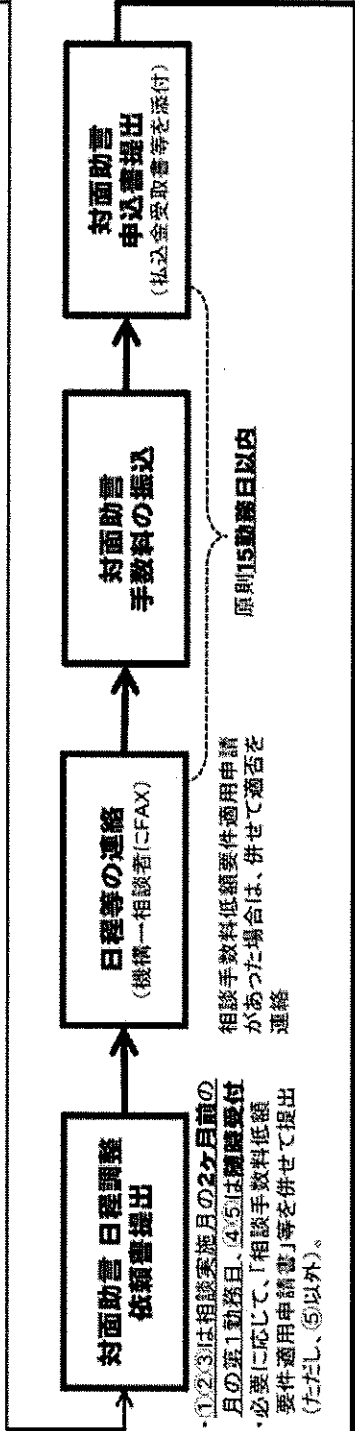 対面助言 日程調整
依頼書提出
・①②③は相談実施月の2ヶ月前の
月の第1勤務日、④⑤は随時受付
・必要に応じて、「相談手数料低額
要件適用申請書」等を併せて提出
(ただし、⑤以外)。
日程等の連絡
(機構→相談者にFAX)
相談手数料低額要件適用申請
があった場合は、併せて適否を
連絡
対面助言
手数料の振込
原則15勤務日以内
対面助言
申込書提出
(払込金受取書等を添付)